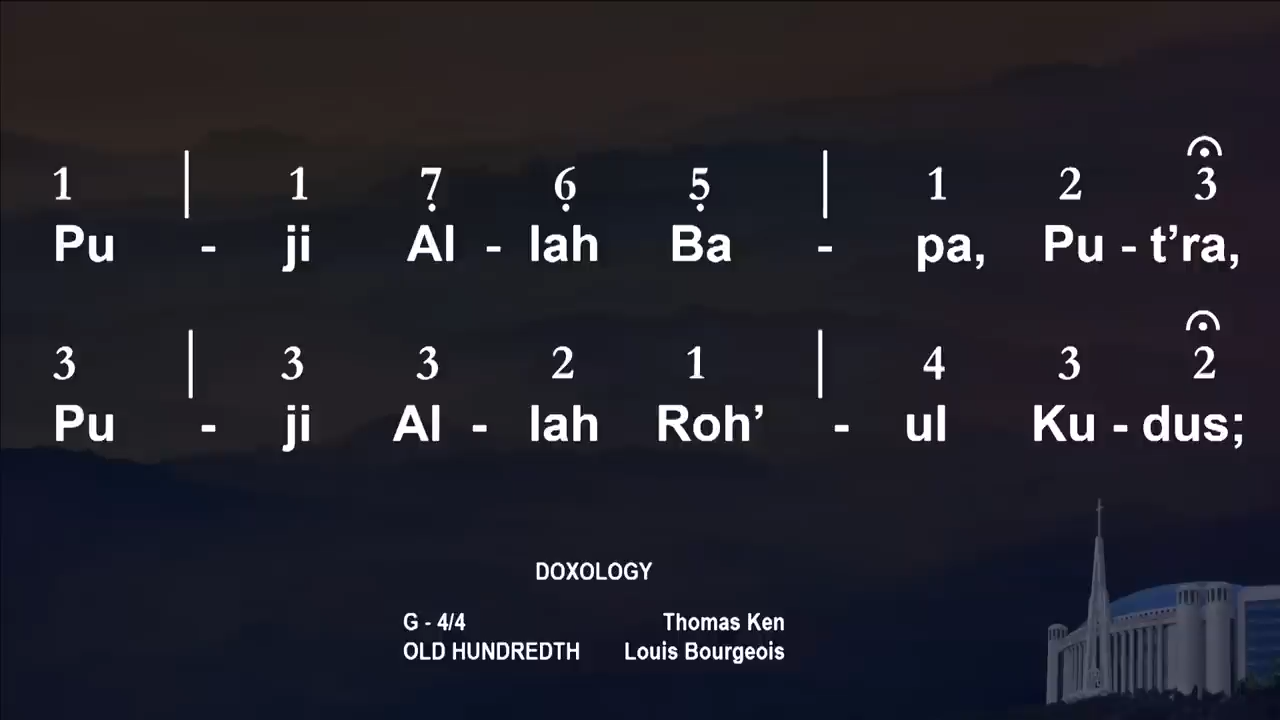 1 | 1 7̣ 6̣ 5̣ | 1 2 3
Pu - ji Al - lah Ba - pa, Pu - t’ra,
3 | 3 3 2 1 | 4 3 2
Pu - ji Al - lah Roh’ - ul Ku - dus;
DOXOLOGY
G - 4/4 Thomas Ken
OLD HUNDREDTH Louis Bourgeois